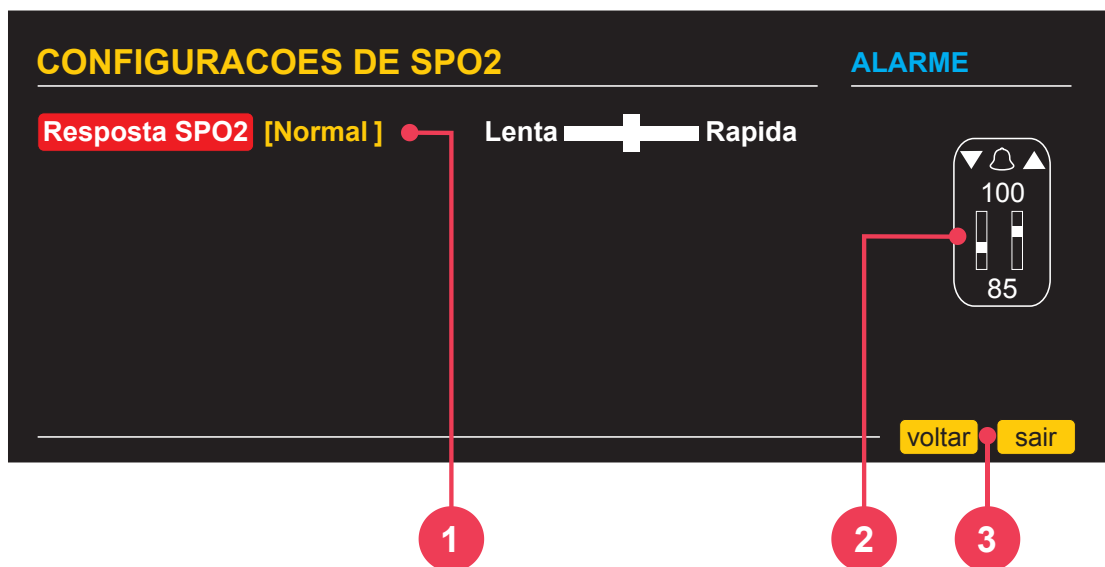 CONFIGURACOES DE SPO2
ALARME
Resposta SPO2 [Normal ] Lenta Rapida
100
85
voltar sair
1 2 3